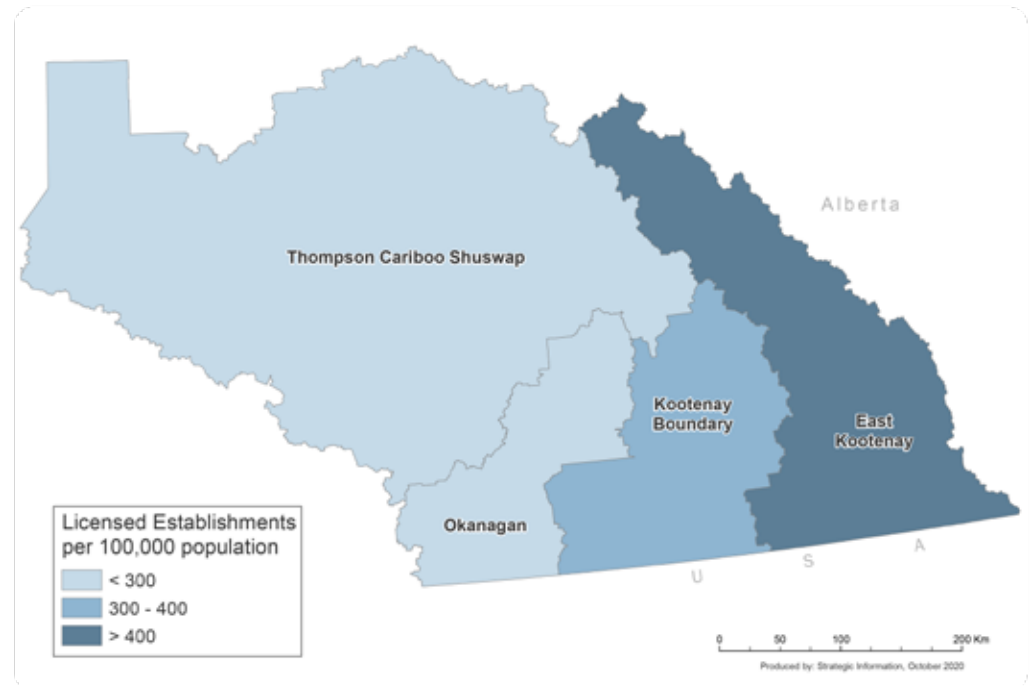 Alberta
Thompson Cariboo Shuswap
Kootenay
Boundary
East
Kootenay
Okanagan
U S A
Licensed Establishments
per 100,000 population
< 300
300 - 400
> 400
0 50 100 200 Km
Produced by: Strategic Information, October 2020